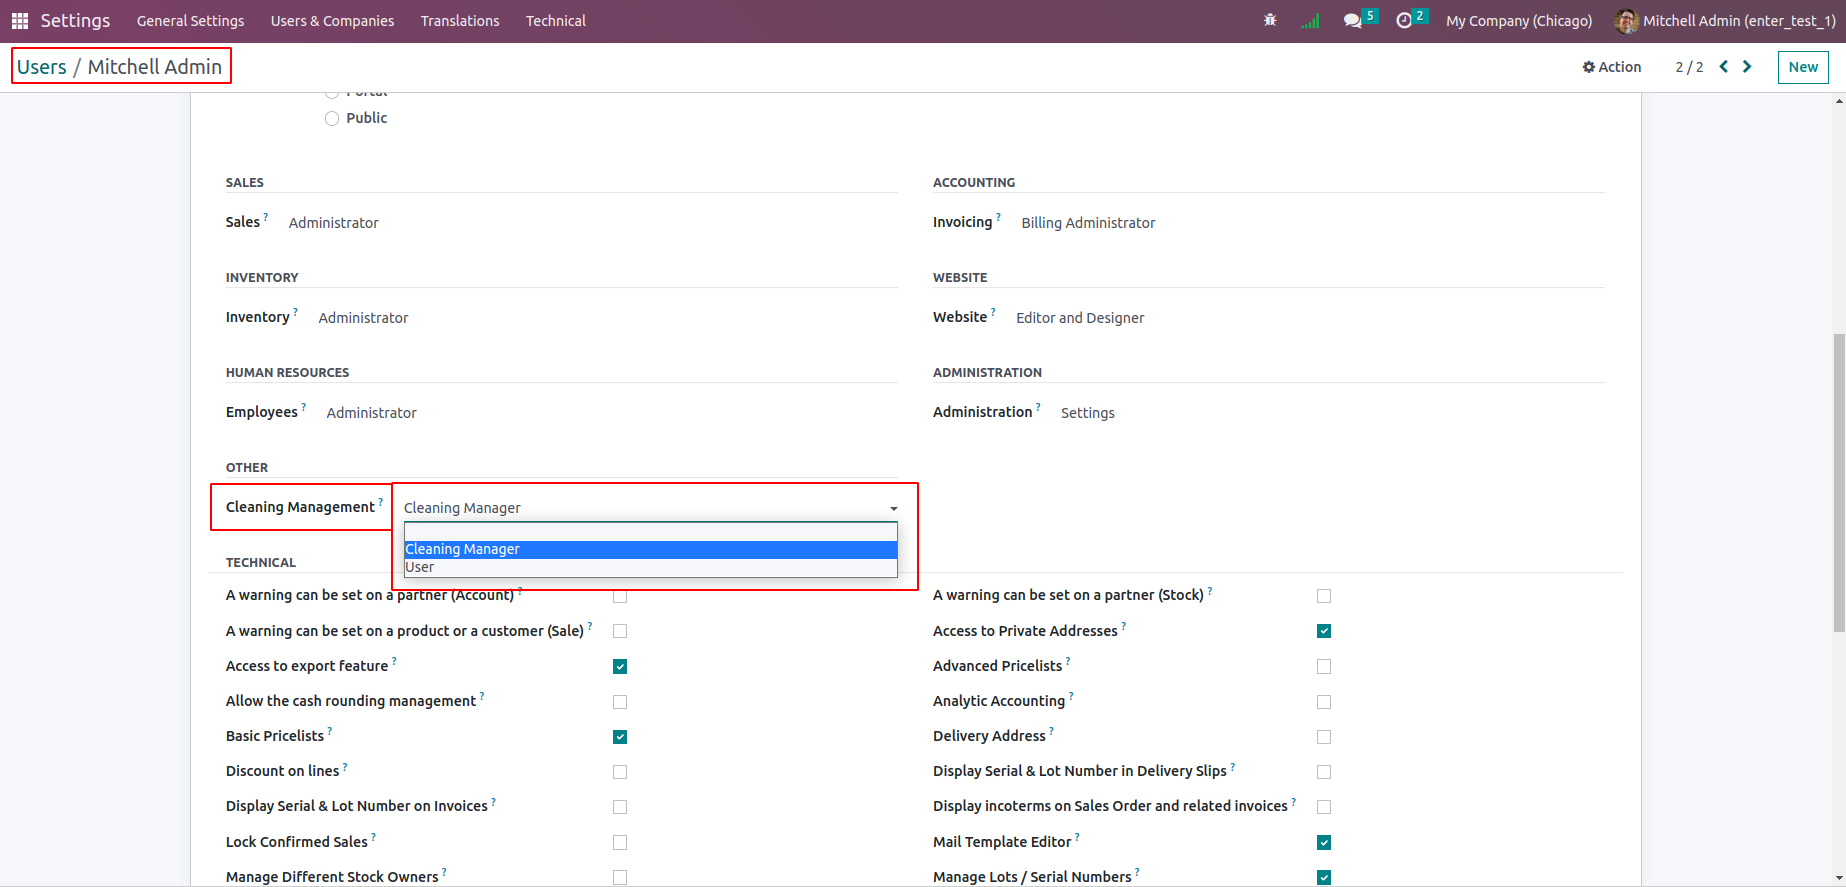 Settings General Settings Users & Companies Translations Technical 5 2 My Company (Chicago) Mitchell Admin (enter_test_1)
Users / Mitchell Admin Action 2 / 2 New
Portal
Public
SALES ACCOUNTING
Sales ? Administrator Invoicing ? Billing Administrator
INVENTORY WEBSITE
Inventory ? Administrator Website ? Editor and Designer
HUMAN RESOURCES ADMINISTRATION
Employees ? Administrator Administration ? Settings
OTHER
Cleaning Management ? Cleaning Manager
Cleaning Manager
User
TECHNICAL
A warning can be set on a partner (Account) ? A warning can be set on a partner (Stock) ?
A warning can be set on a product or a customer (Sale) ? Access to Private Addresses ?
Access to export feature ? Advanced Pricelists ?
Allow the cash rounding management ? Analytic Accounting ?
Basic Pricelists ? Delivery Address ?
Discount on lines ? Display Serial & Lot Number in Delivery Slips ?
Display Serial & Lot Number on Invoices ? Display incoterms on Sales Order and related invoices ?
Lock Confirmed Sales ? Mail Template Editor ?
Manage Different Stock Owners ? Manage Lots / Serial Numbers ?